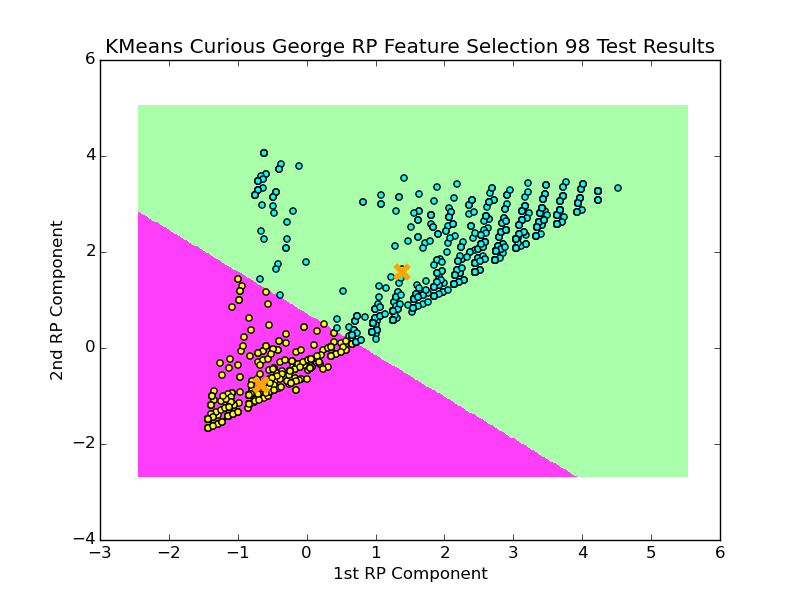 KMeans Curious George RP Feature Selection 98 Test Results
6
4
2
0
−2
−4
2nd RP Component
−3 −2 −1 0 1 2 3 4 5 6
1st RP Component